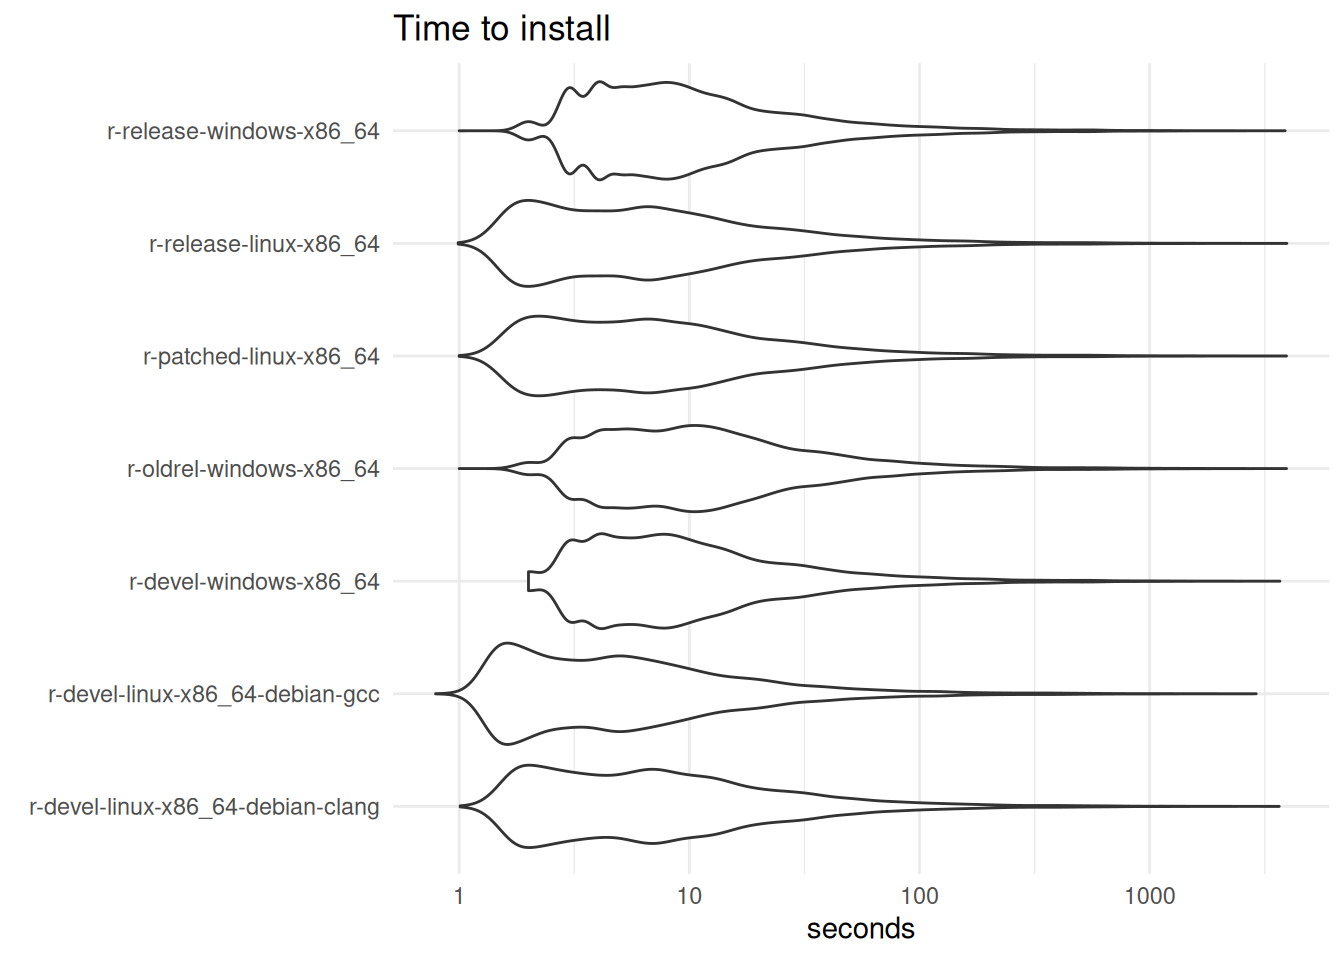 Time to install
r-release-windows-x86_64
r-release-linux-x86_64
r-patched-linux-x86_64
r-oldrel-windows-x86_64
r-devel-windows-x86_64
r-devel-linux-x86_64-debian-gcc
r-devel-linux-x86_64-debian-clang
1 10 100 1000
seconds